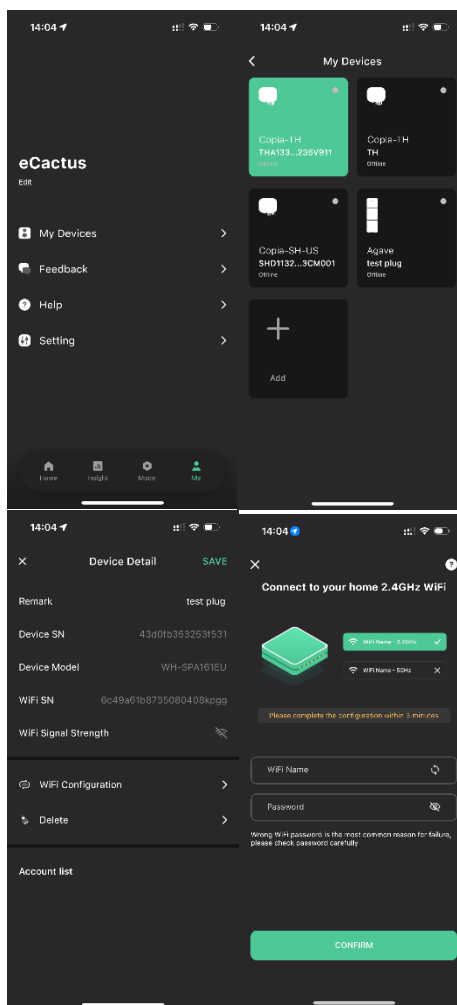 14:04
eCactus
Edit
My Devices
Feedback
Help
Setting
Home
Insight
Mode
Me
14:04
My Devices
Copia-TH
THA133...235V911
Offline
Copia-TH
TH
Offline
Copia-SH-US
SHD1132...3CM001
Offline
Agave
test plug
Offline
Add
14:04
Device Detail
SAVE
Remark
test plug
Device SN
43d0fb353253f531
Device Model
WH-SPA161EU
WiFi SN
6c49a61b8735080408kpgg
WiFi Signal Strength
WiFi Configuration
Delete
Account list
14:04
Connect to your home 2.4GHz WiFi
WiFi Name - 2.4GHz
WiFi Name - 5GHz
Please complete the configuration within 3 minutes
WiFi Name
Password
Wrong WiFi password is the most common reason for failure,
please check password carefully
CONFIRM